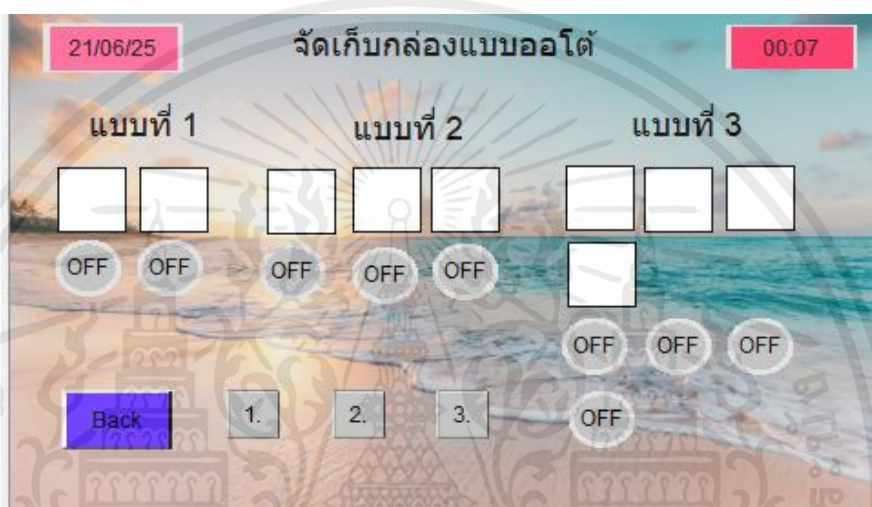 21/06/25 จัดเก็บกล่องแบบออโต้ 00:07
แบบที่ 1 แบบที่ 2 แบบที่ 3
OFF OFF OFF OFF OFF
OFF OFF OFF
Back 1. 2. 3. OFF